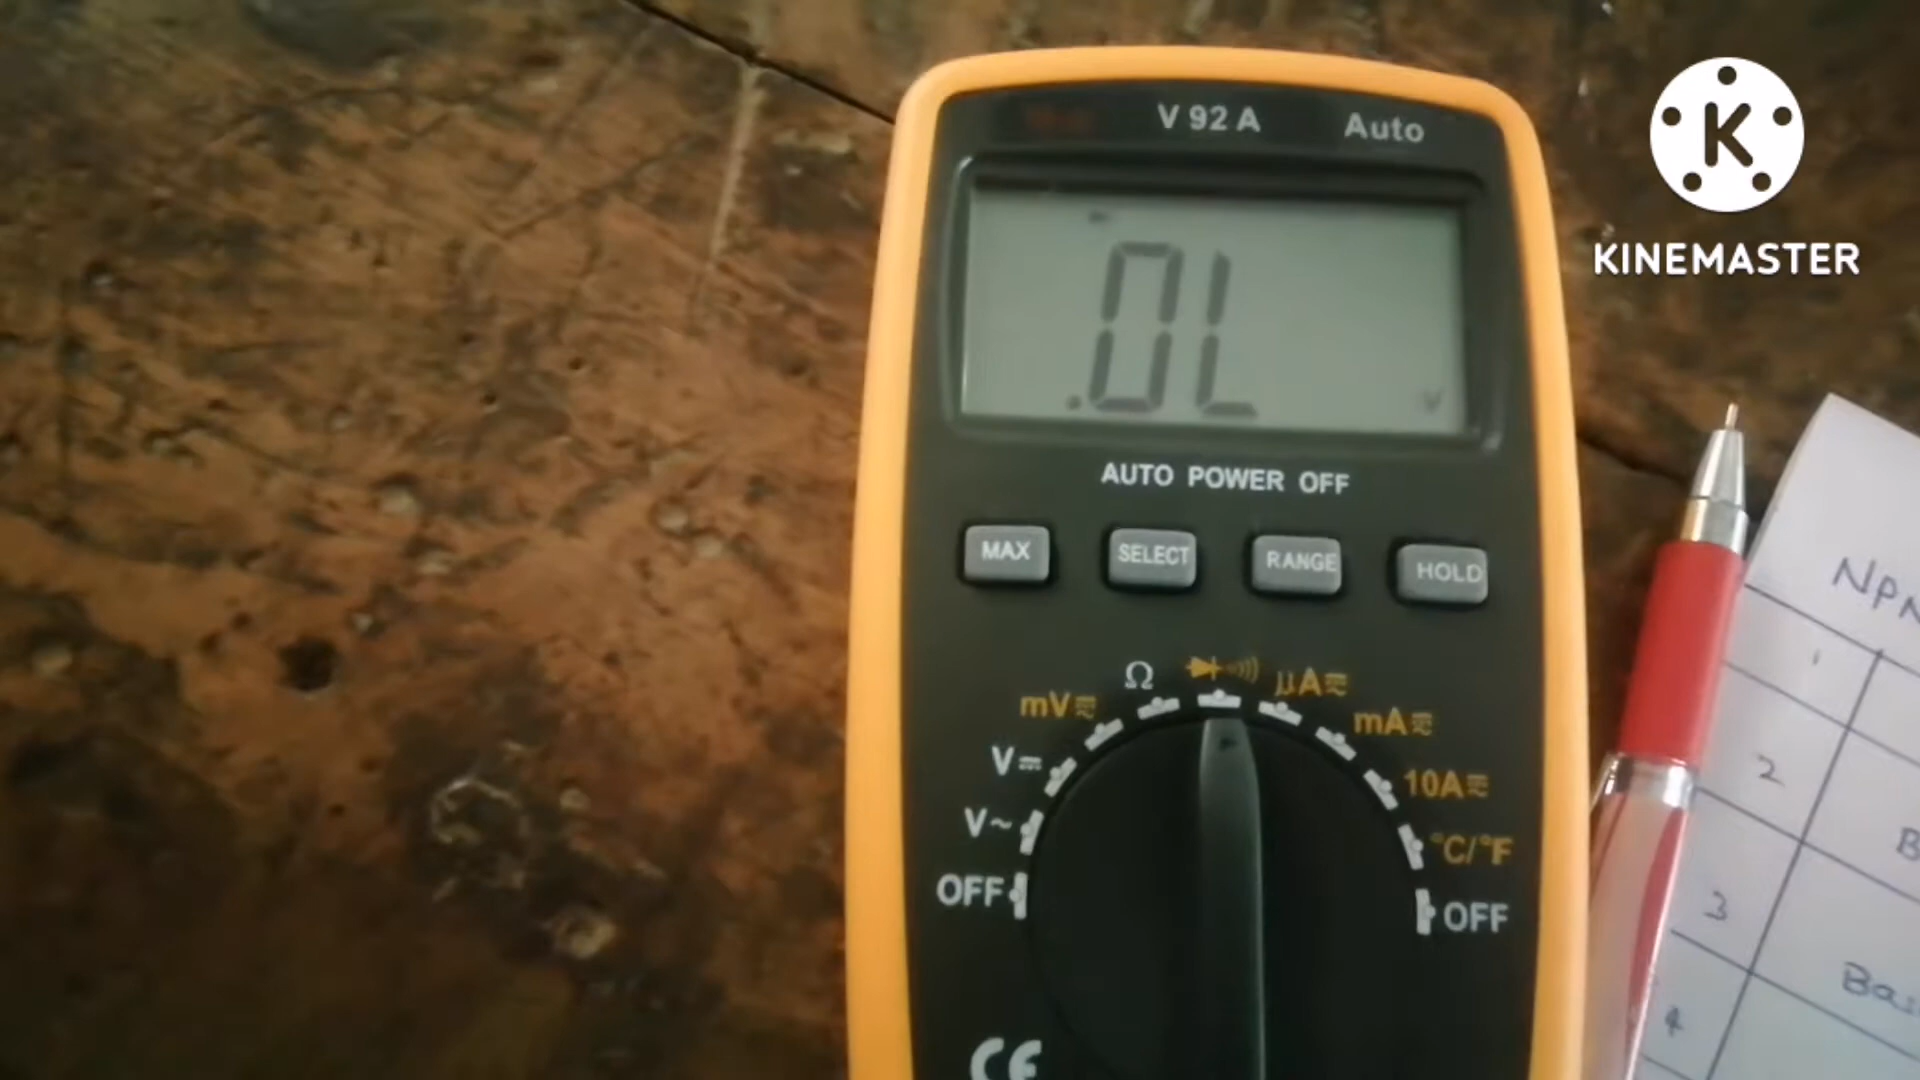 V 92 A Auto
KINEMASTER
.OL
V
AUTO POWER OFF
MAX SELECT RANGE HOLD
Ω
mV
µA
mA
V
10A
V~
°C/°F
OFF
OFF
CE
1
2
3
4